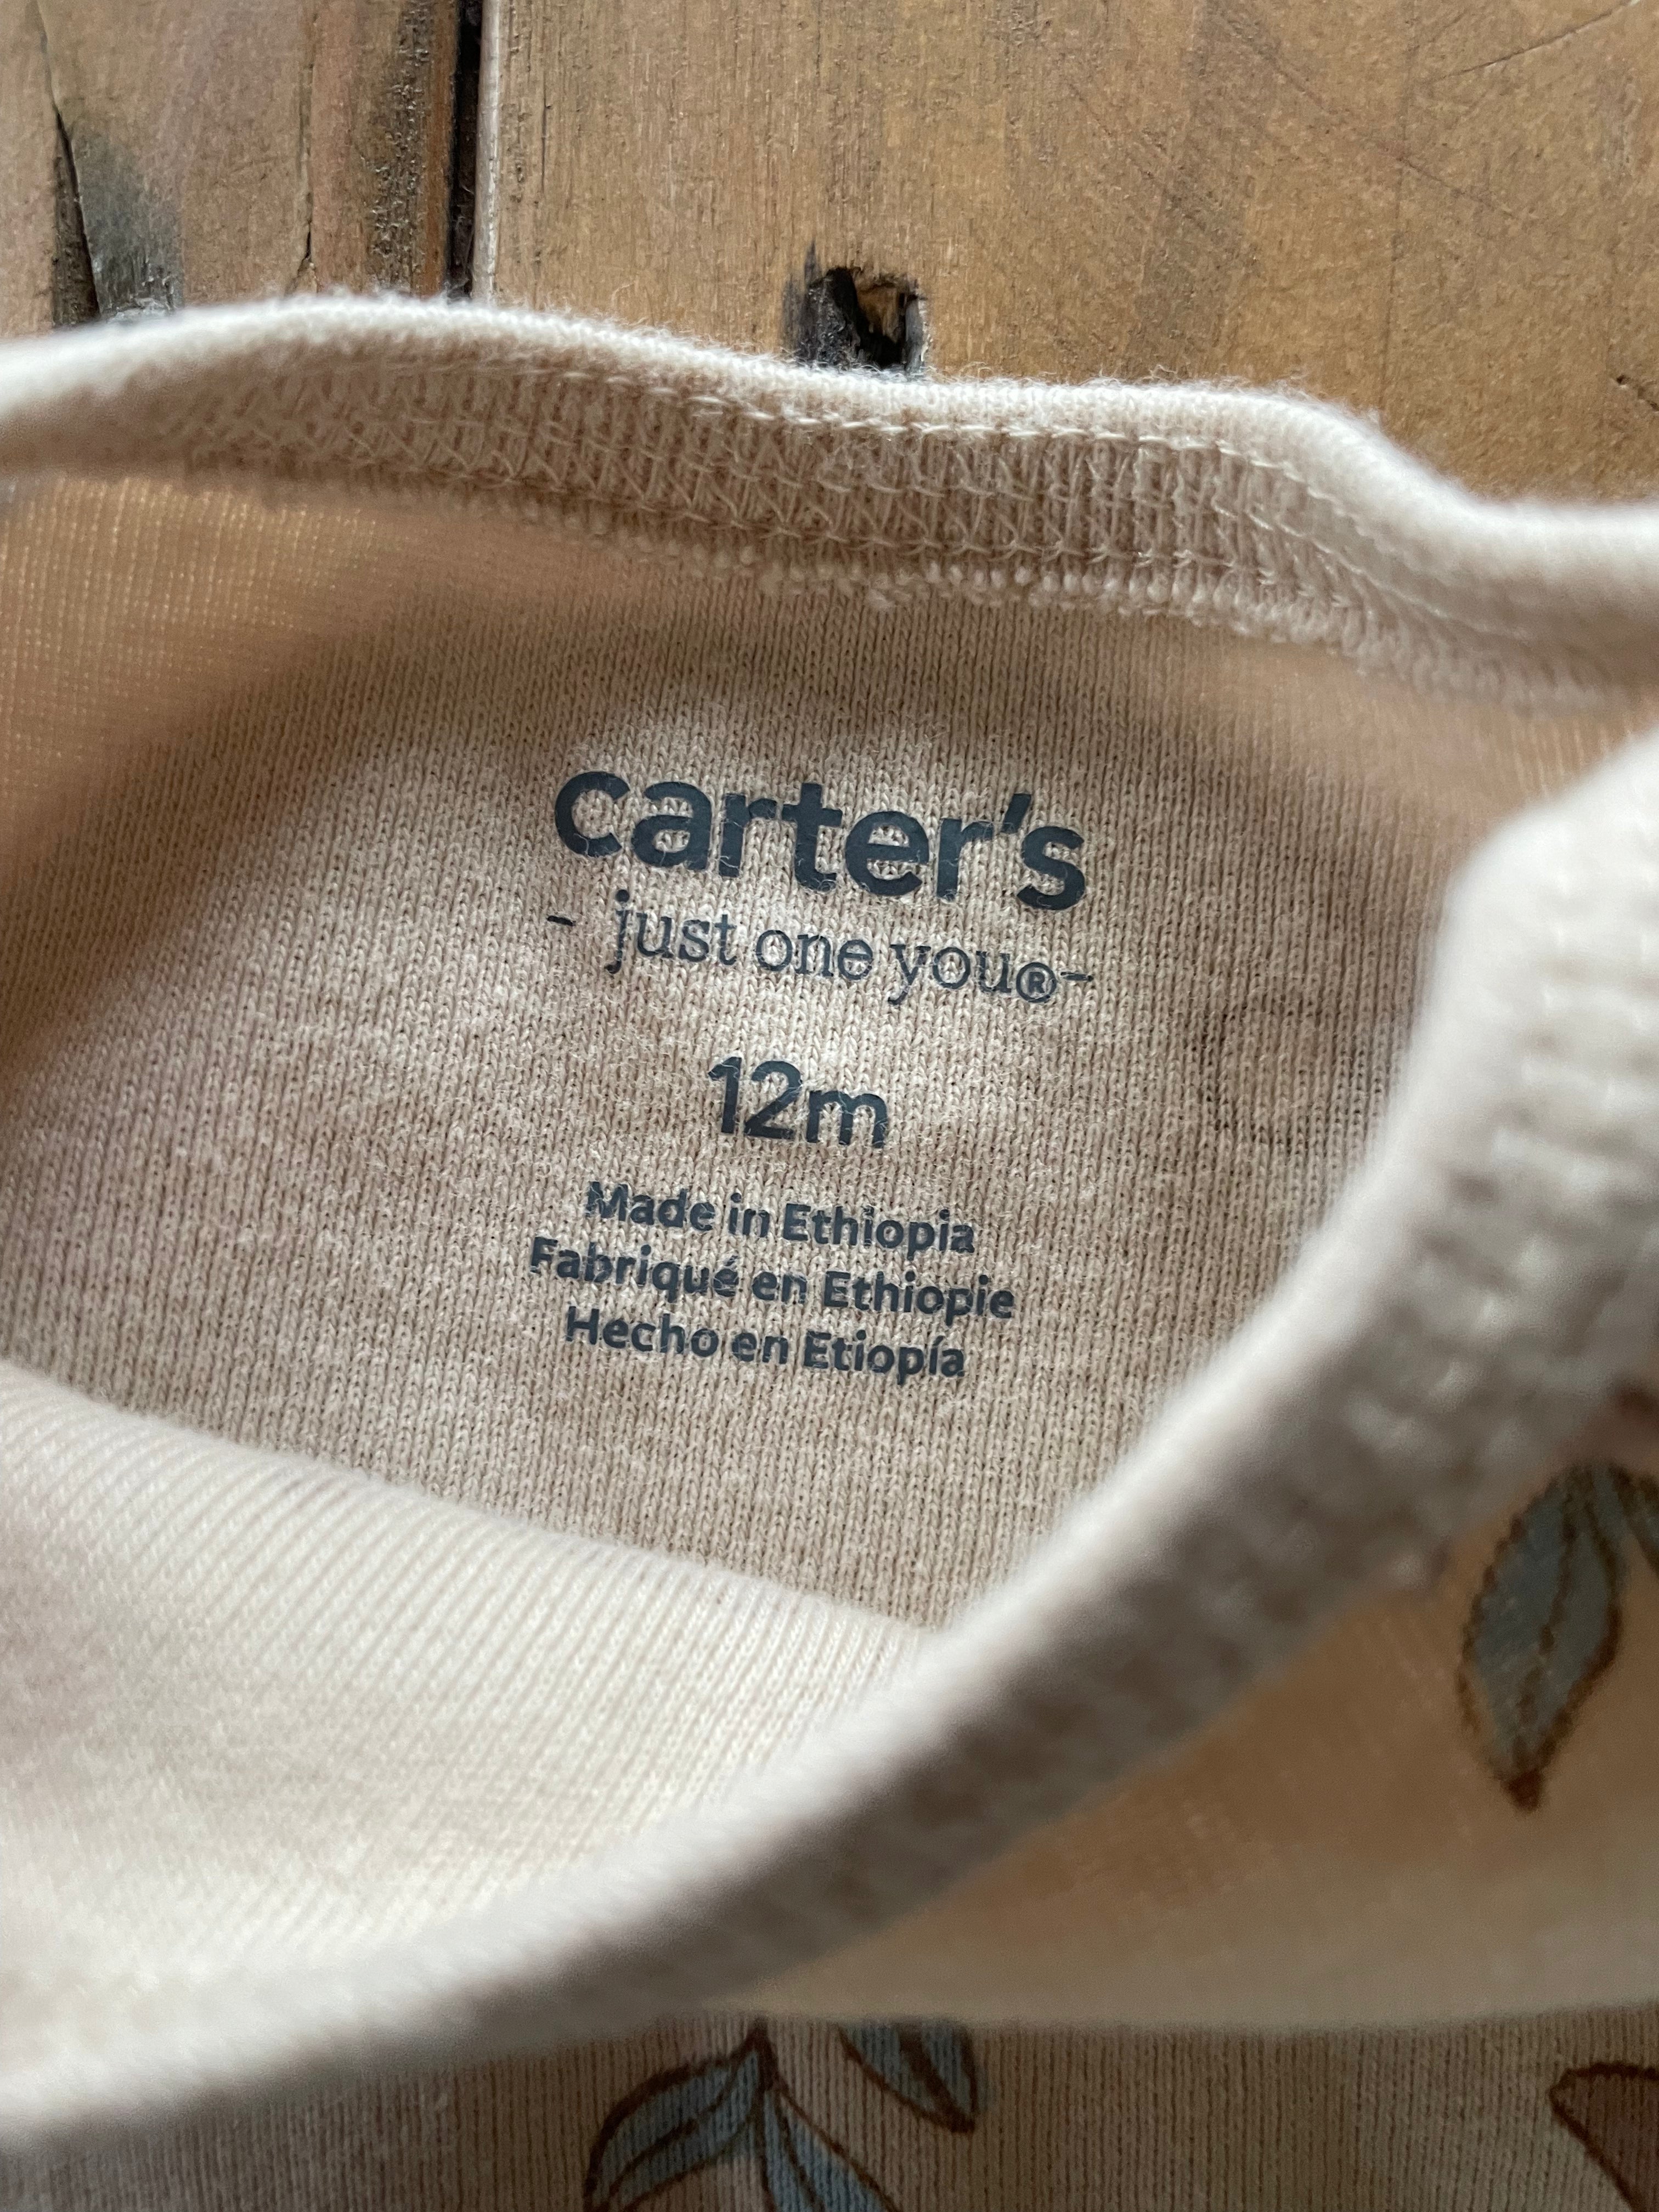 carter's
- just one you®-
12m
Made in Ethiopia
Fabriqué en Ethiopie
Hecho en Etiopía